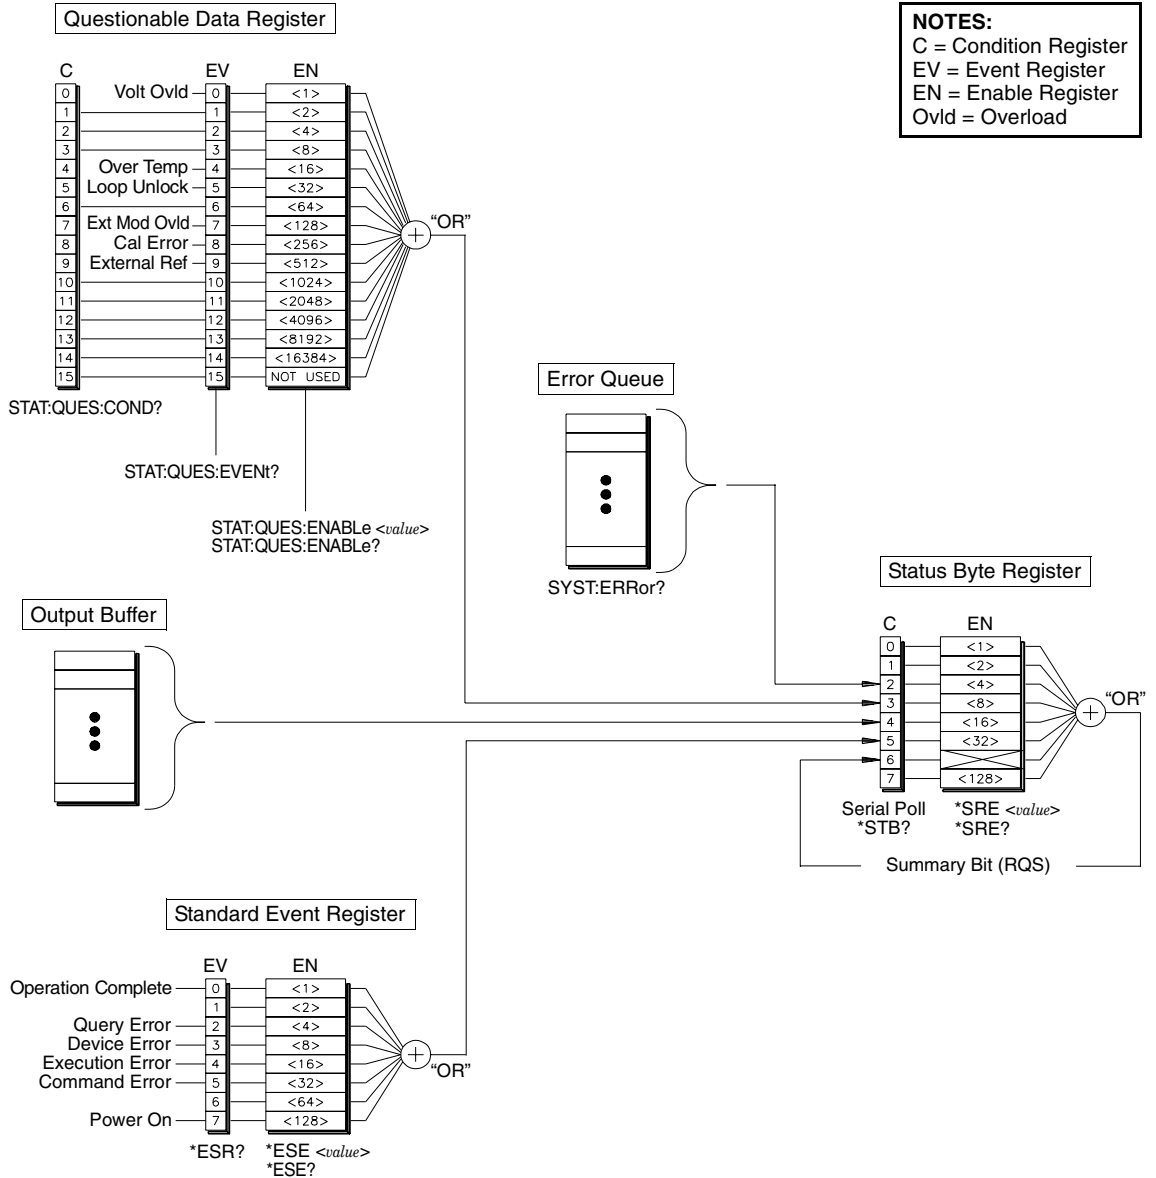 Questionable Data Register
NOTES:
C = Condition Register
EV = Event Register
EN = Enable Register
Ovld = Overload
C EV EN
0 Volt Ovld 0 <1>
1 1 <2>
2 2 <4>
3 3 <8>
4 Over Temp 4 <16>
5 Loop Unlock 5 <32>
6 6 <64>
7 Ext Mod Ovld 7 <128>
8 Cal Error 8 <256>
9 External Ref 9 <512>
10 10 <1024>
11 11 <2048>
12 12 <4096>
13 13 <8192>
14 14 <16384>
15 15 NOT USED
+ "OR"
STAT:QUES:COND?
STAT:QUES:EVENt?
STAT:QUES:ENABLe <value>
STAT:QUES:ENABLe?
Error Queue
SYST:ERRor?
Output Buffer
Status Byte Register
C EN
0 <1>
1 <2>
2 <4>
3 <8>
4 <16>
5 <32>
6
7 <128>
+ "OR"
Serial Poll
*STB?
*SRE <value>
*SRE?
Summary Bit (RQS)
Standard Event Register
EV EN
Operation Complete 0 <1>
1 <2>
Query Error 2 <4>
Device Error 3 <8>
Execution Error 4 <16>
Command Error 5 <32>
6 <64>
Power On 7 <128>
+ "OR"
*ESR?
*ESE <value>
*ESE?